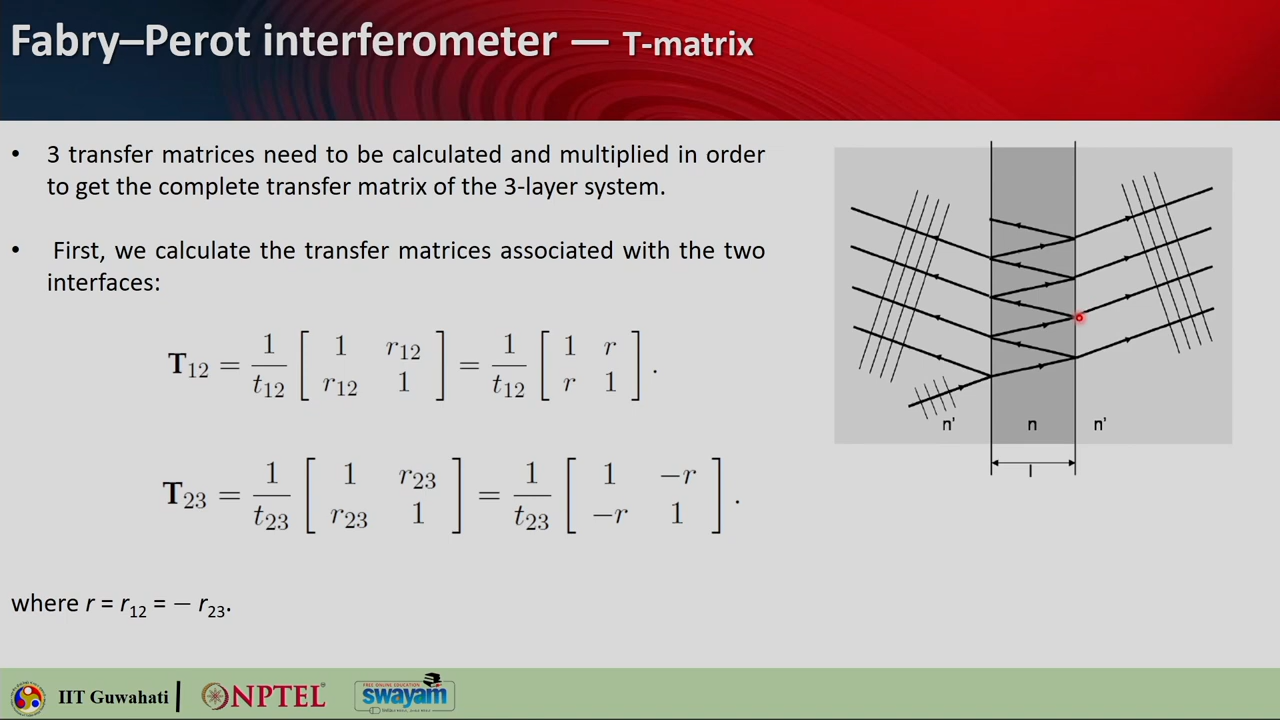 Fabry–Perot interferometer — T-matrix
• 3 transfer matrices need to be calculated and multiplied in order
to get the complete transfer matrix of the 3-layer system.
• First, we calculate the transfer matrices associated with the two
interfaces:
T₁₂ = 1/t₁₂ [ 1 r₁₂ ; r₁₂ 1 ] = 1/t₁₂ [ 1 r ; r 1 ] .
T₂₃ = 1/t₂₃ [ 1 r₂₃ ; r₂₃ 1 ] = 1/t₂₃ [ 1 −r ; −r 1 ] .
where r = r₁₂ = − r₂₃.
n' n n'
l
IIT Guwahati
NPTEL
FREE ONLINE EDUCATION
swayam